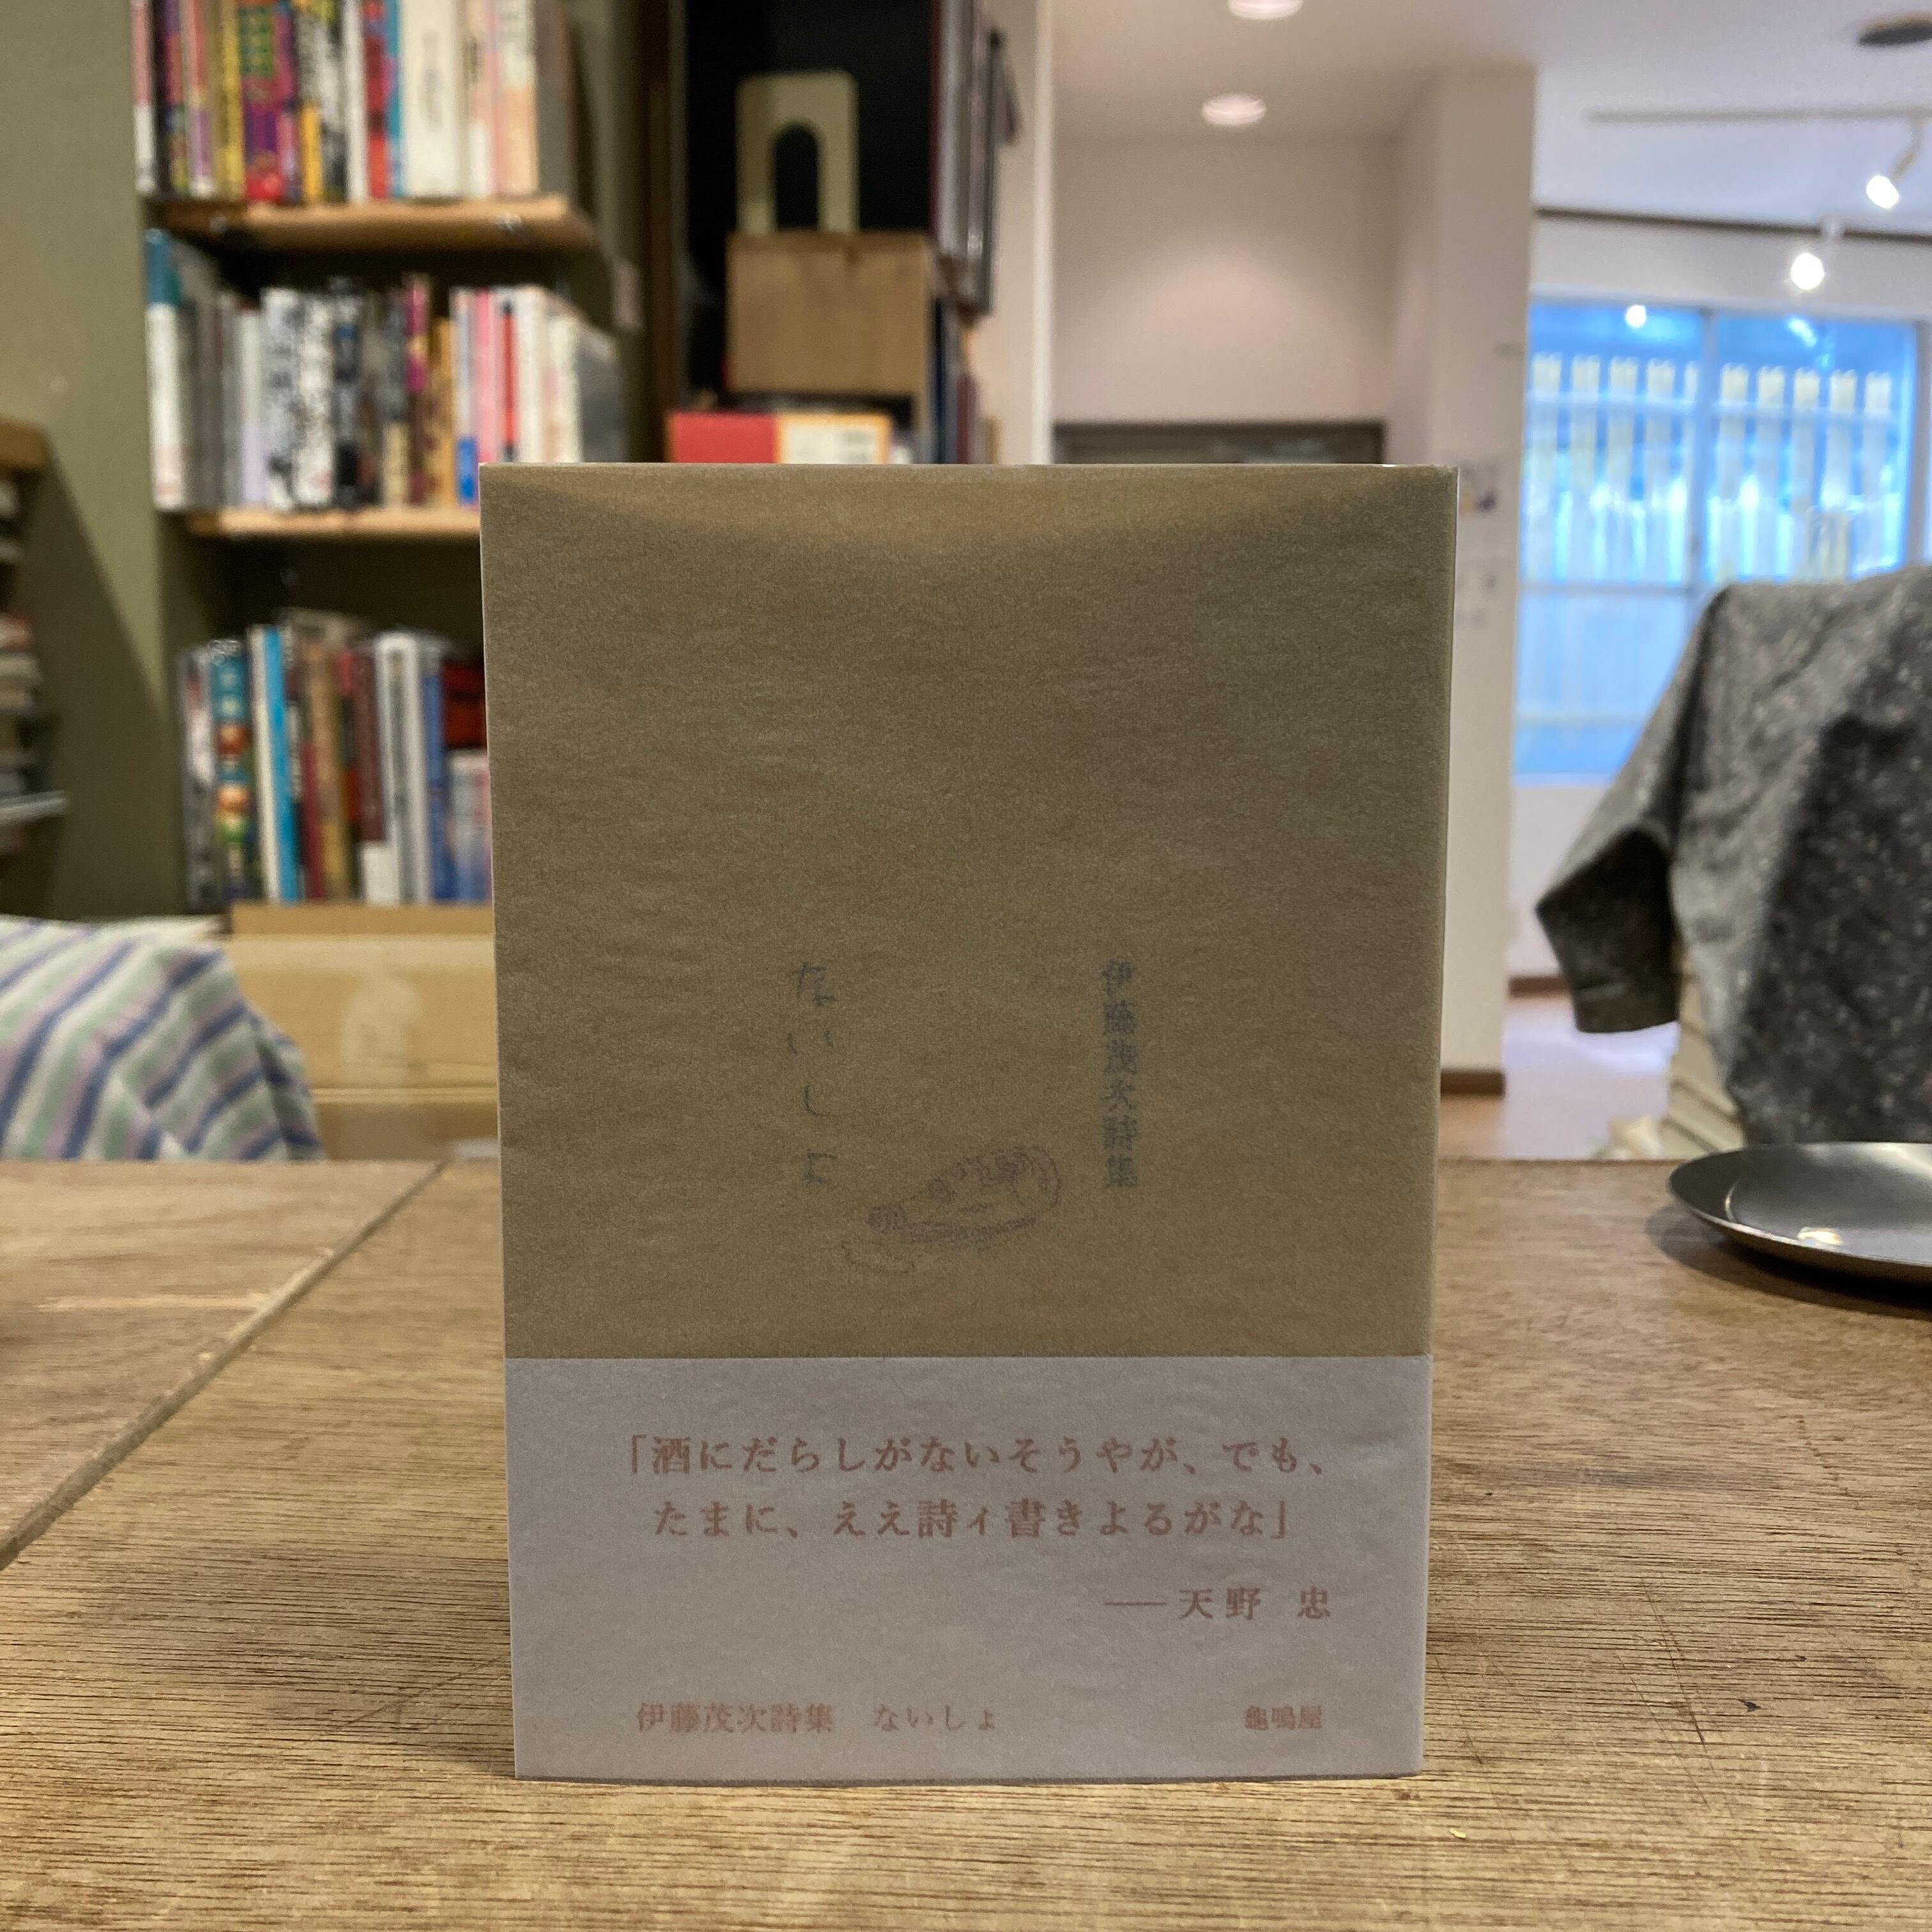 伊藤茂次詩集
ないしょ
「酒にだらしがないそうやが、でも、
たまに、ええ詩ィ書きよるがな」
──天野 忠
伊藤茂次詩集 ないしょ
龜鳴屋